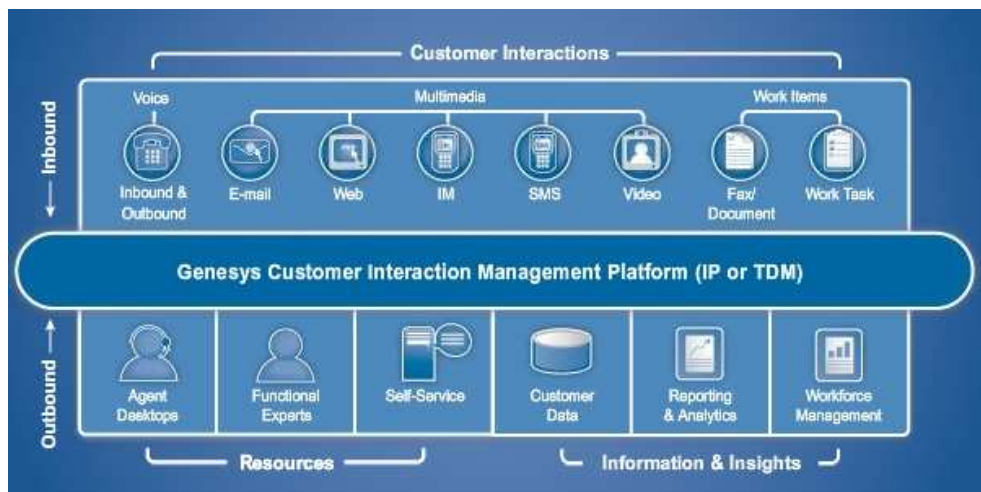 Customer Interactions
Inbound
Voice
Multimedia
Work Items
Inbound &
Outbound
E-mail
Web
IM
SMS
Video
Fax/
Document
Work Task
Genesys Customer Interaction Management Platform (IP or TDM)
Outbound
Agent
Desktops
Functional
Experts
Self-Service
Customer
Data
Reporting
& Analytics
Workforce
Management
Resources
Information & Insights